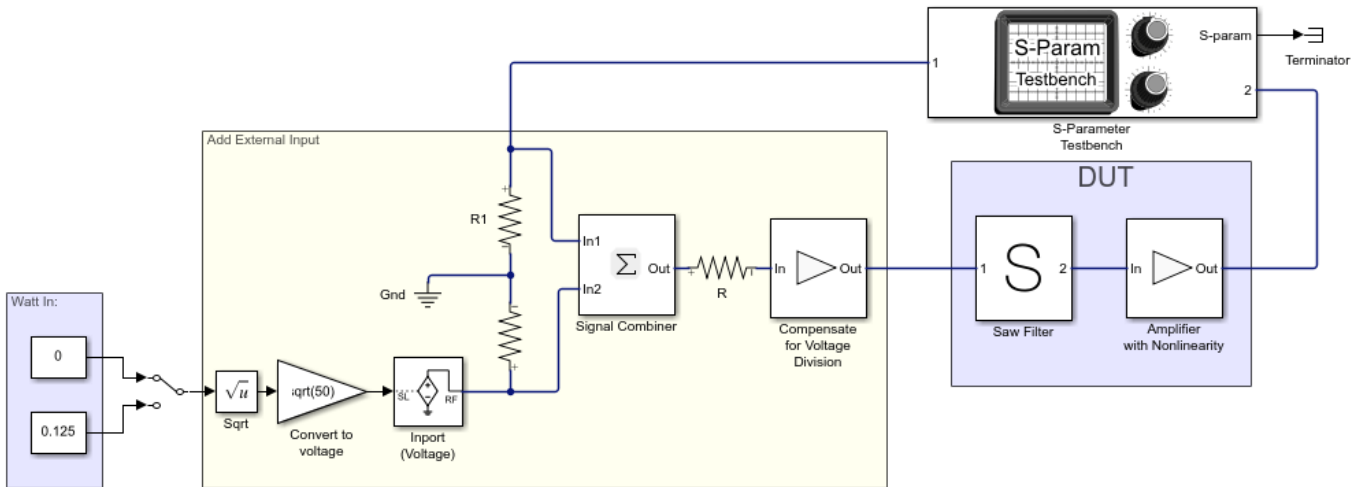 S-Param
Testbench
1
S-param
2
Terminator
S-Parameter
Testbench
Add External Input
DUT
R1
+
-
In1
In2
Σ
Out
Signal Combiner
+
-
R
In
Out
Compensate
for Voltage
Division
1
S
2
Saw Filter
In
Out
Amplifier
with Nonlinearity
Gnd
-
+
Watt In:
0
0.125
√u
Sqrt
:qrt(50)
Convert to
voltage
SL
+
-
RF
Inport
(Voltage)